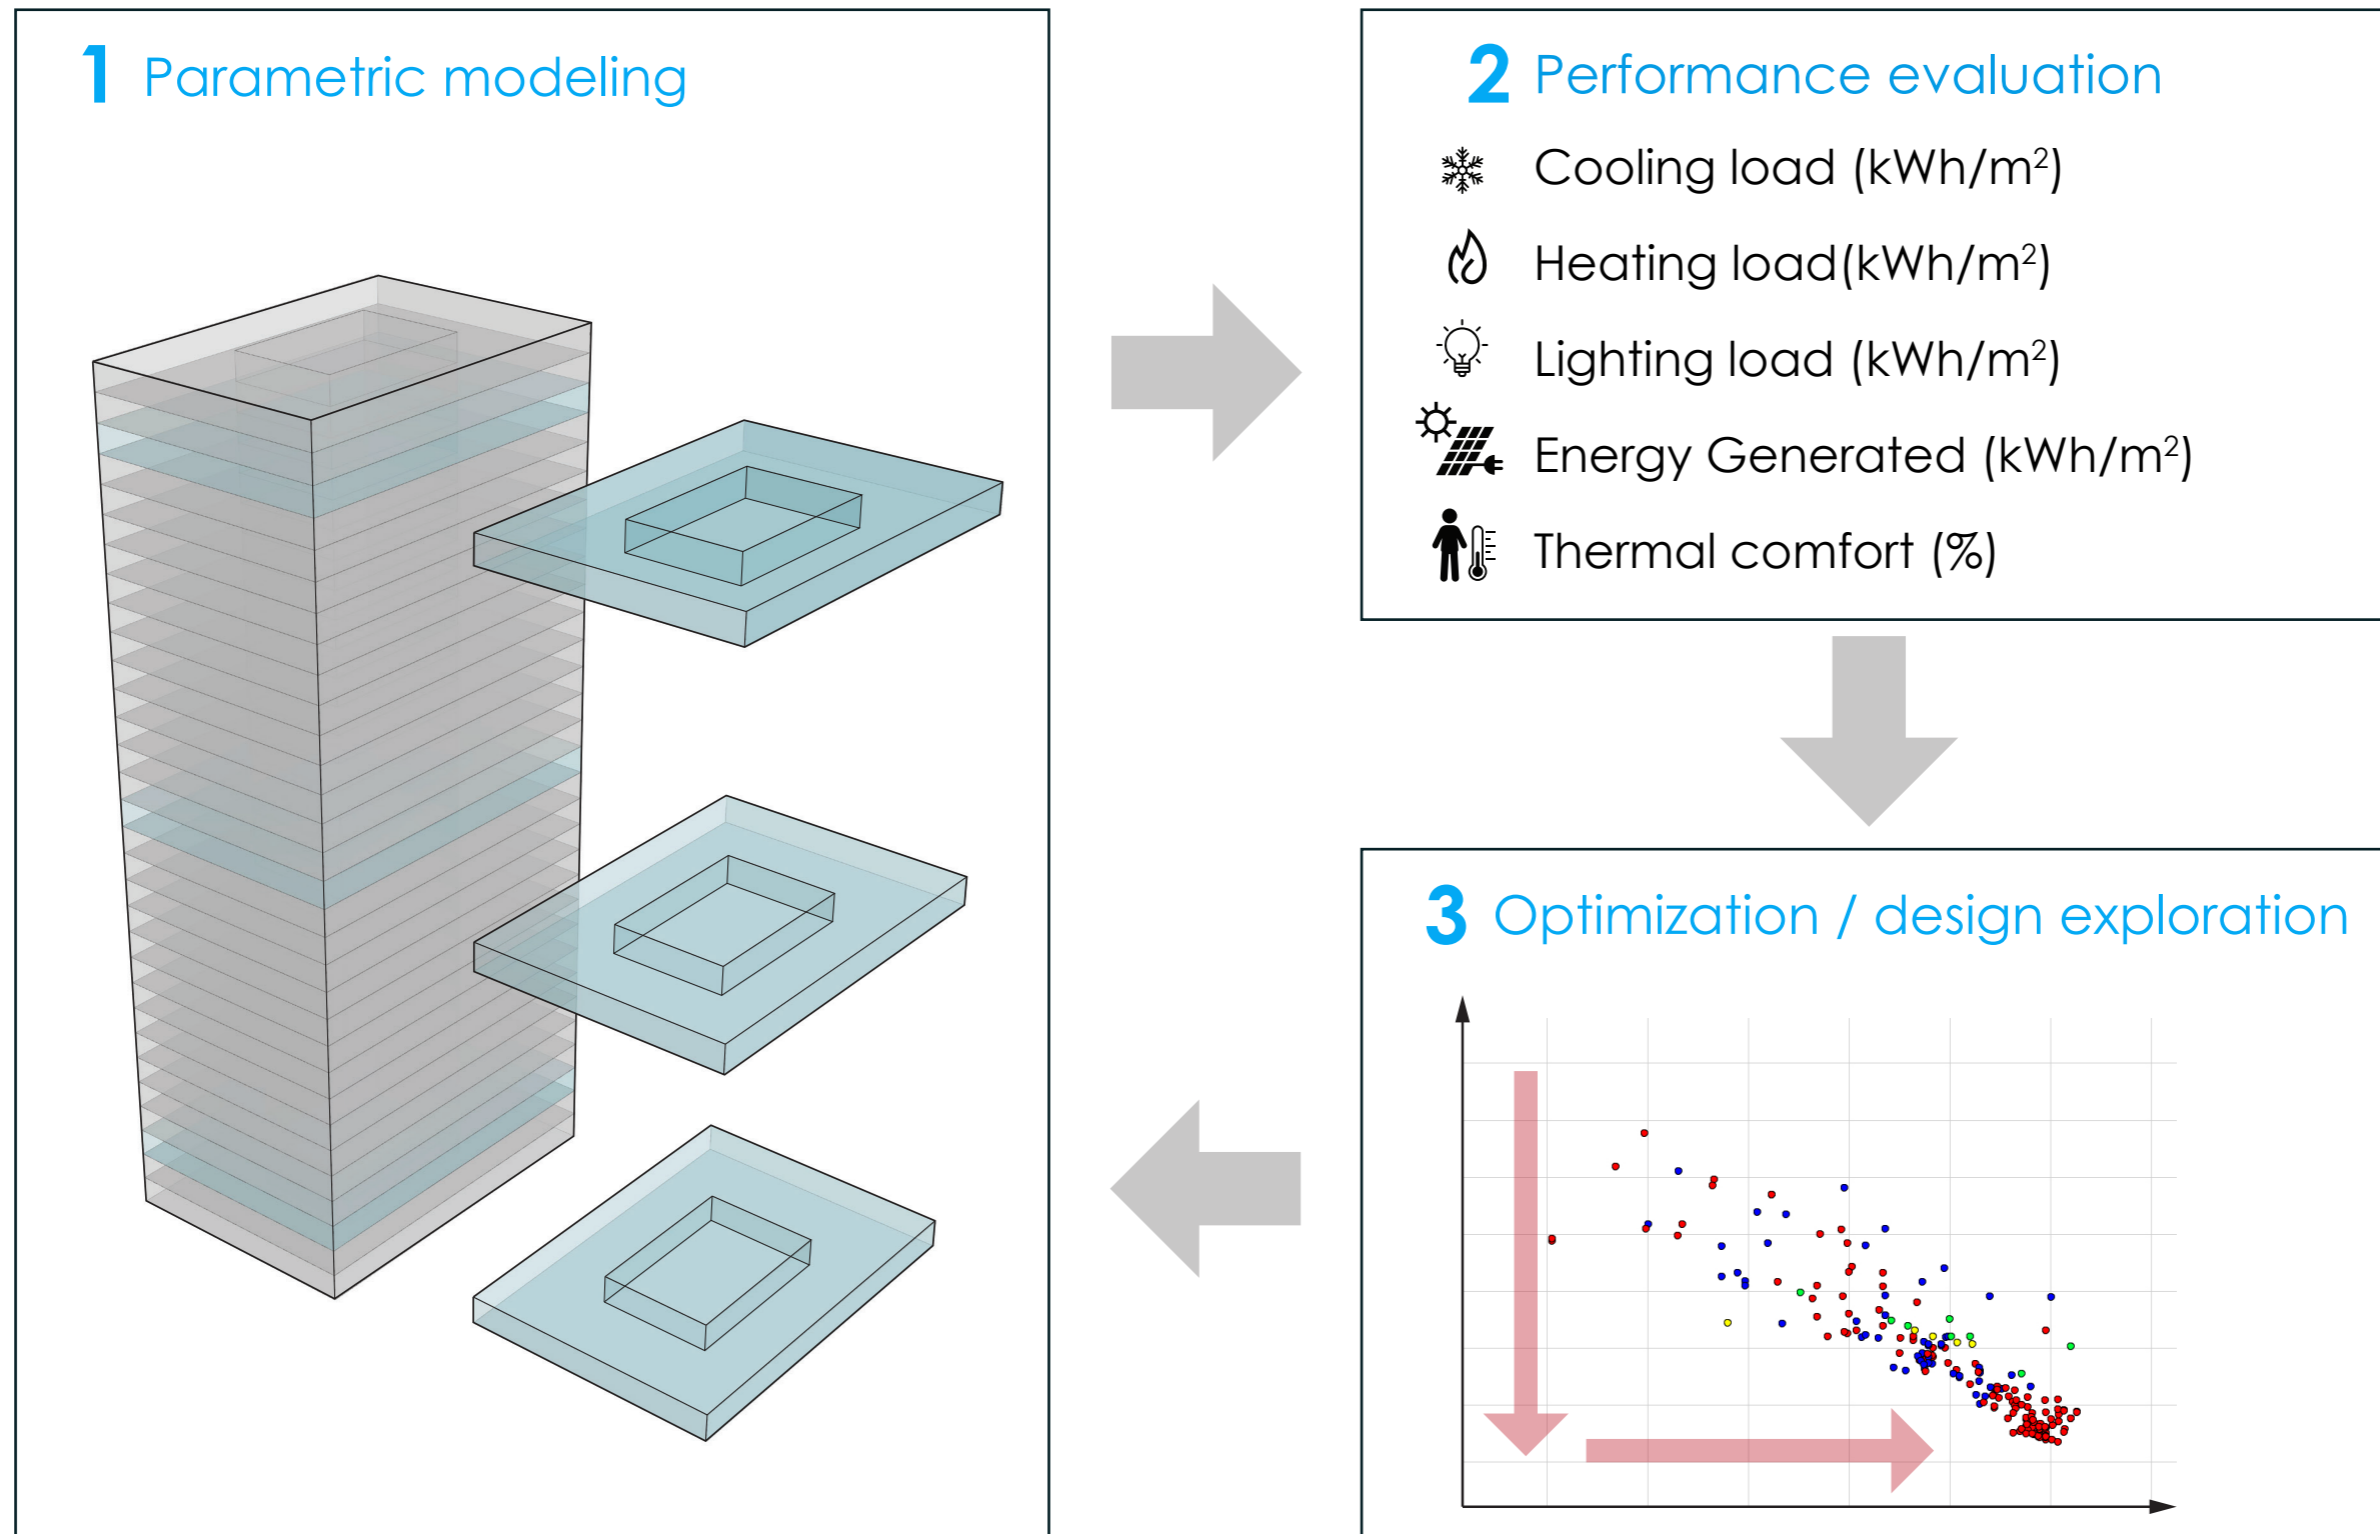 1 Parametric modeling
2 Performance evaluation
Cooling load (kWh/m²)
Heating load(kWh/m²)
Lighting load (kWh/m²)
Energy Generated (kWh/m²)
Thermal comfort (%)
3 Optimization / design exploration